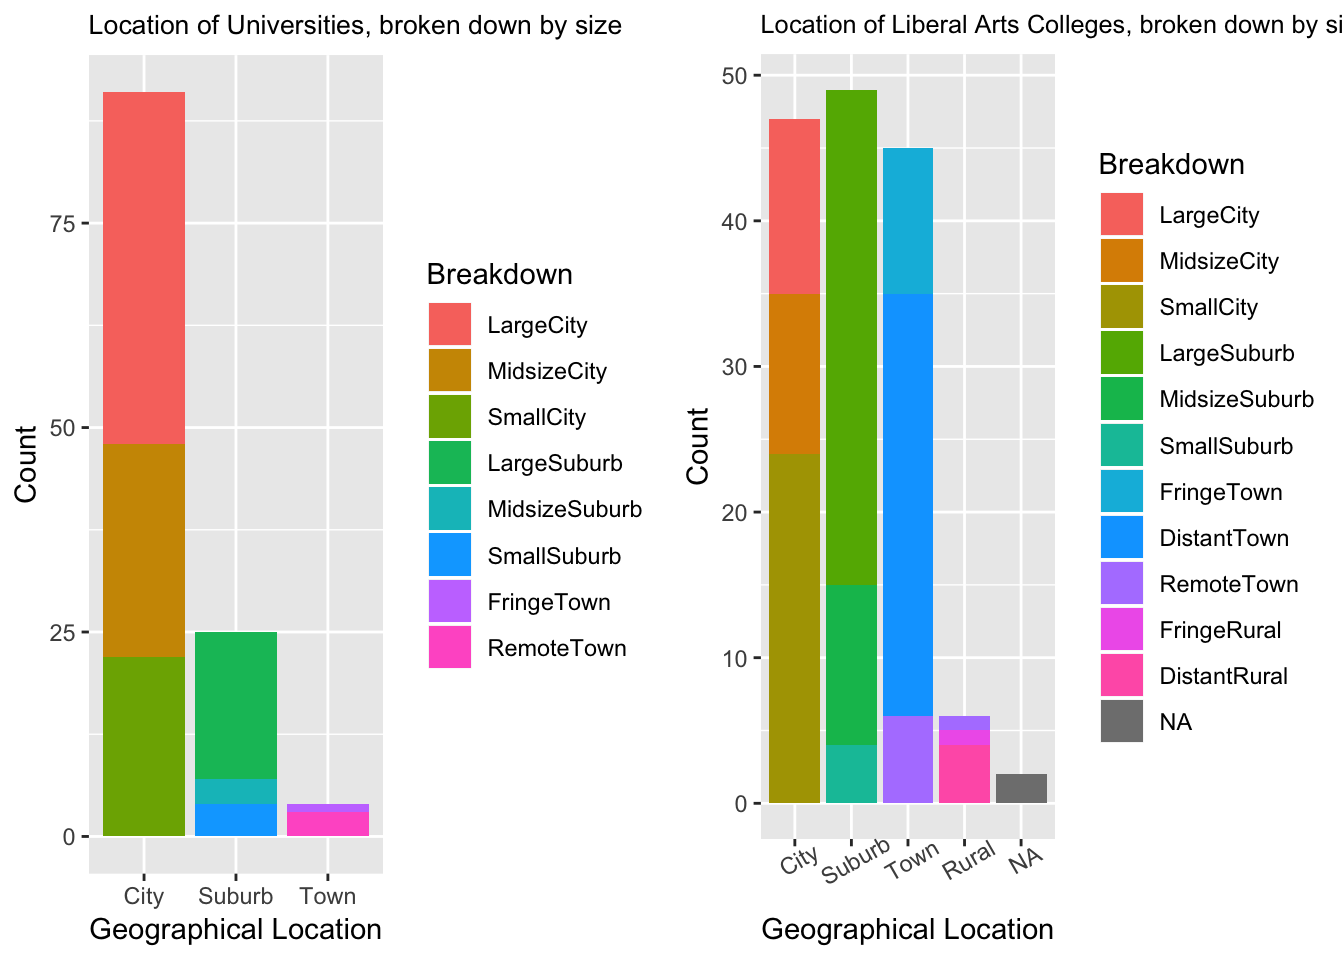 Location of Universities, broken down by size
Count
75
50
25
0
City
Suburb
Town
Geographical Location
Breakdown
LargeCity
MidsizeCity
SmallCity
LargeSuburb
MidsizeSuburb
SmallSuburb
FringeTown
RemoteTown
Location of Liberal Arts Colleges, broken down by si
Count
50
40
30
20
10
0
City
Suburb
Town
Rural
NA
Geographical Location
Breakdown
LargeCity
MidsizeCity
SmallCity
LargeSuburb
MidsizeSuburb
SmallSuburb
FringeTown
DistantTown
RemoteTown
FringeRural
DistantRural
NA